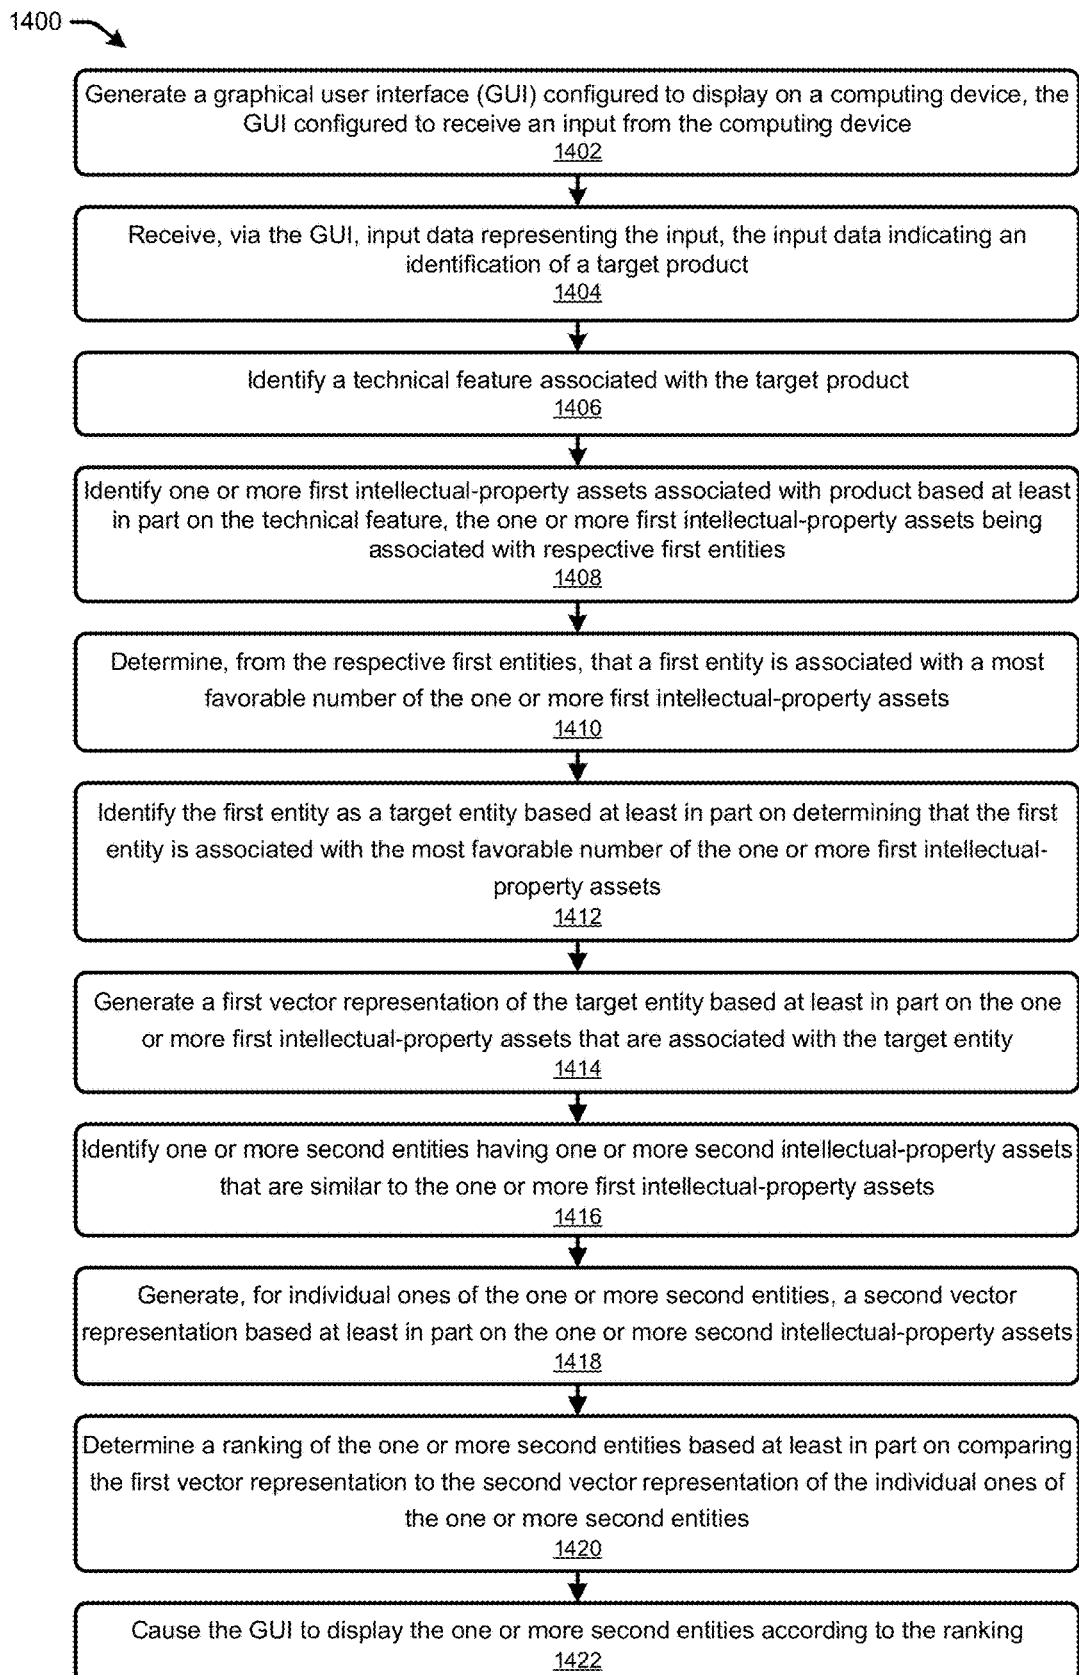 1400
Generate a graphical user interface (GUI) configured to display on a computing device, the
GUI configured to receive an input from the computing device
1402
Receive, via the GUI, input data representing the input, the input data indicating an
identification of a target product
1404
Identify a technical feature associated with the target product
1406
Identify one or more first intellectual-property assets associated with product based at least
in part on the technical feature, the one or more first intellectual-property assets being
associated with respective first entities
1408
Determine, from the respective first entities, that a first entity is associated with a most
favorable number of the one or more first intellectual-property assets
1410
Identify the first entity as a target entity based at least in part on determining that the first
entity is associated with the most favorable number of the one or more first intellectual-
property assets
1412
Generate a first vector representation of the target entity based at least in part on the one
or more first intellectual-property assets that are associated with the target entity
1414
Identify one or more second entities having one or more second intellectual-property assets
that are similar to the one or more first intellectual-property assets
1416
Generate, for individual ones of the one or more second entities, a second vector
representation based at least in part on the one or more second intellectual-property assets
1418
Determine a ranking of the one or more second entities based at least in part on comparing
the first vector representation to the second vector representation of the individual ones of
the one or more second entities
1420
Cause the GUI to display the one or more second entities according to the ranking
1422